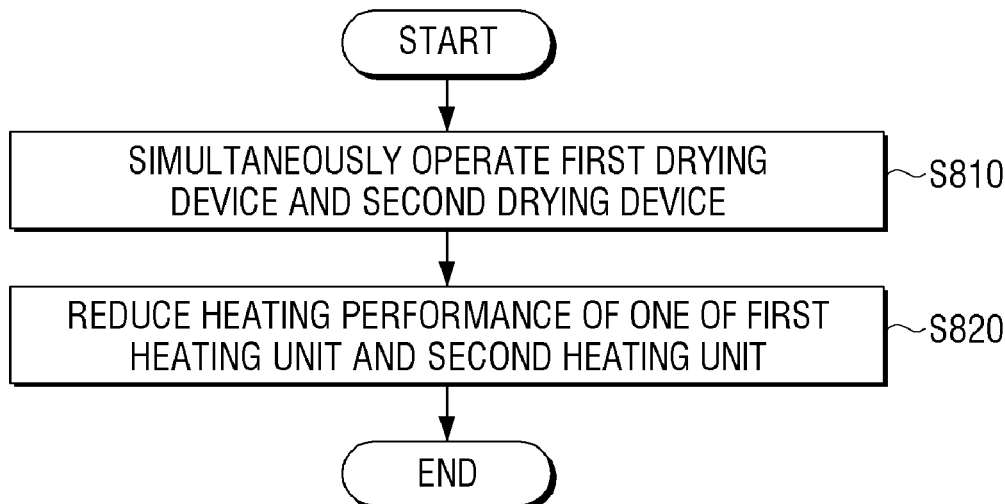 START
SIMULTANEOUSLY OPERATE FIRST DRYING
DEVICE AND SECOND DRYING DEVICE
S810
REDUCE HEATING PERFORMANCE OF ONE OF FIRST
HEATING UNIT AND SECOND HEATING UNIT
S820
END